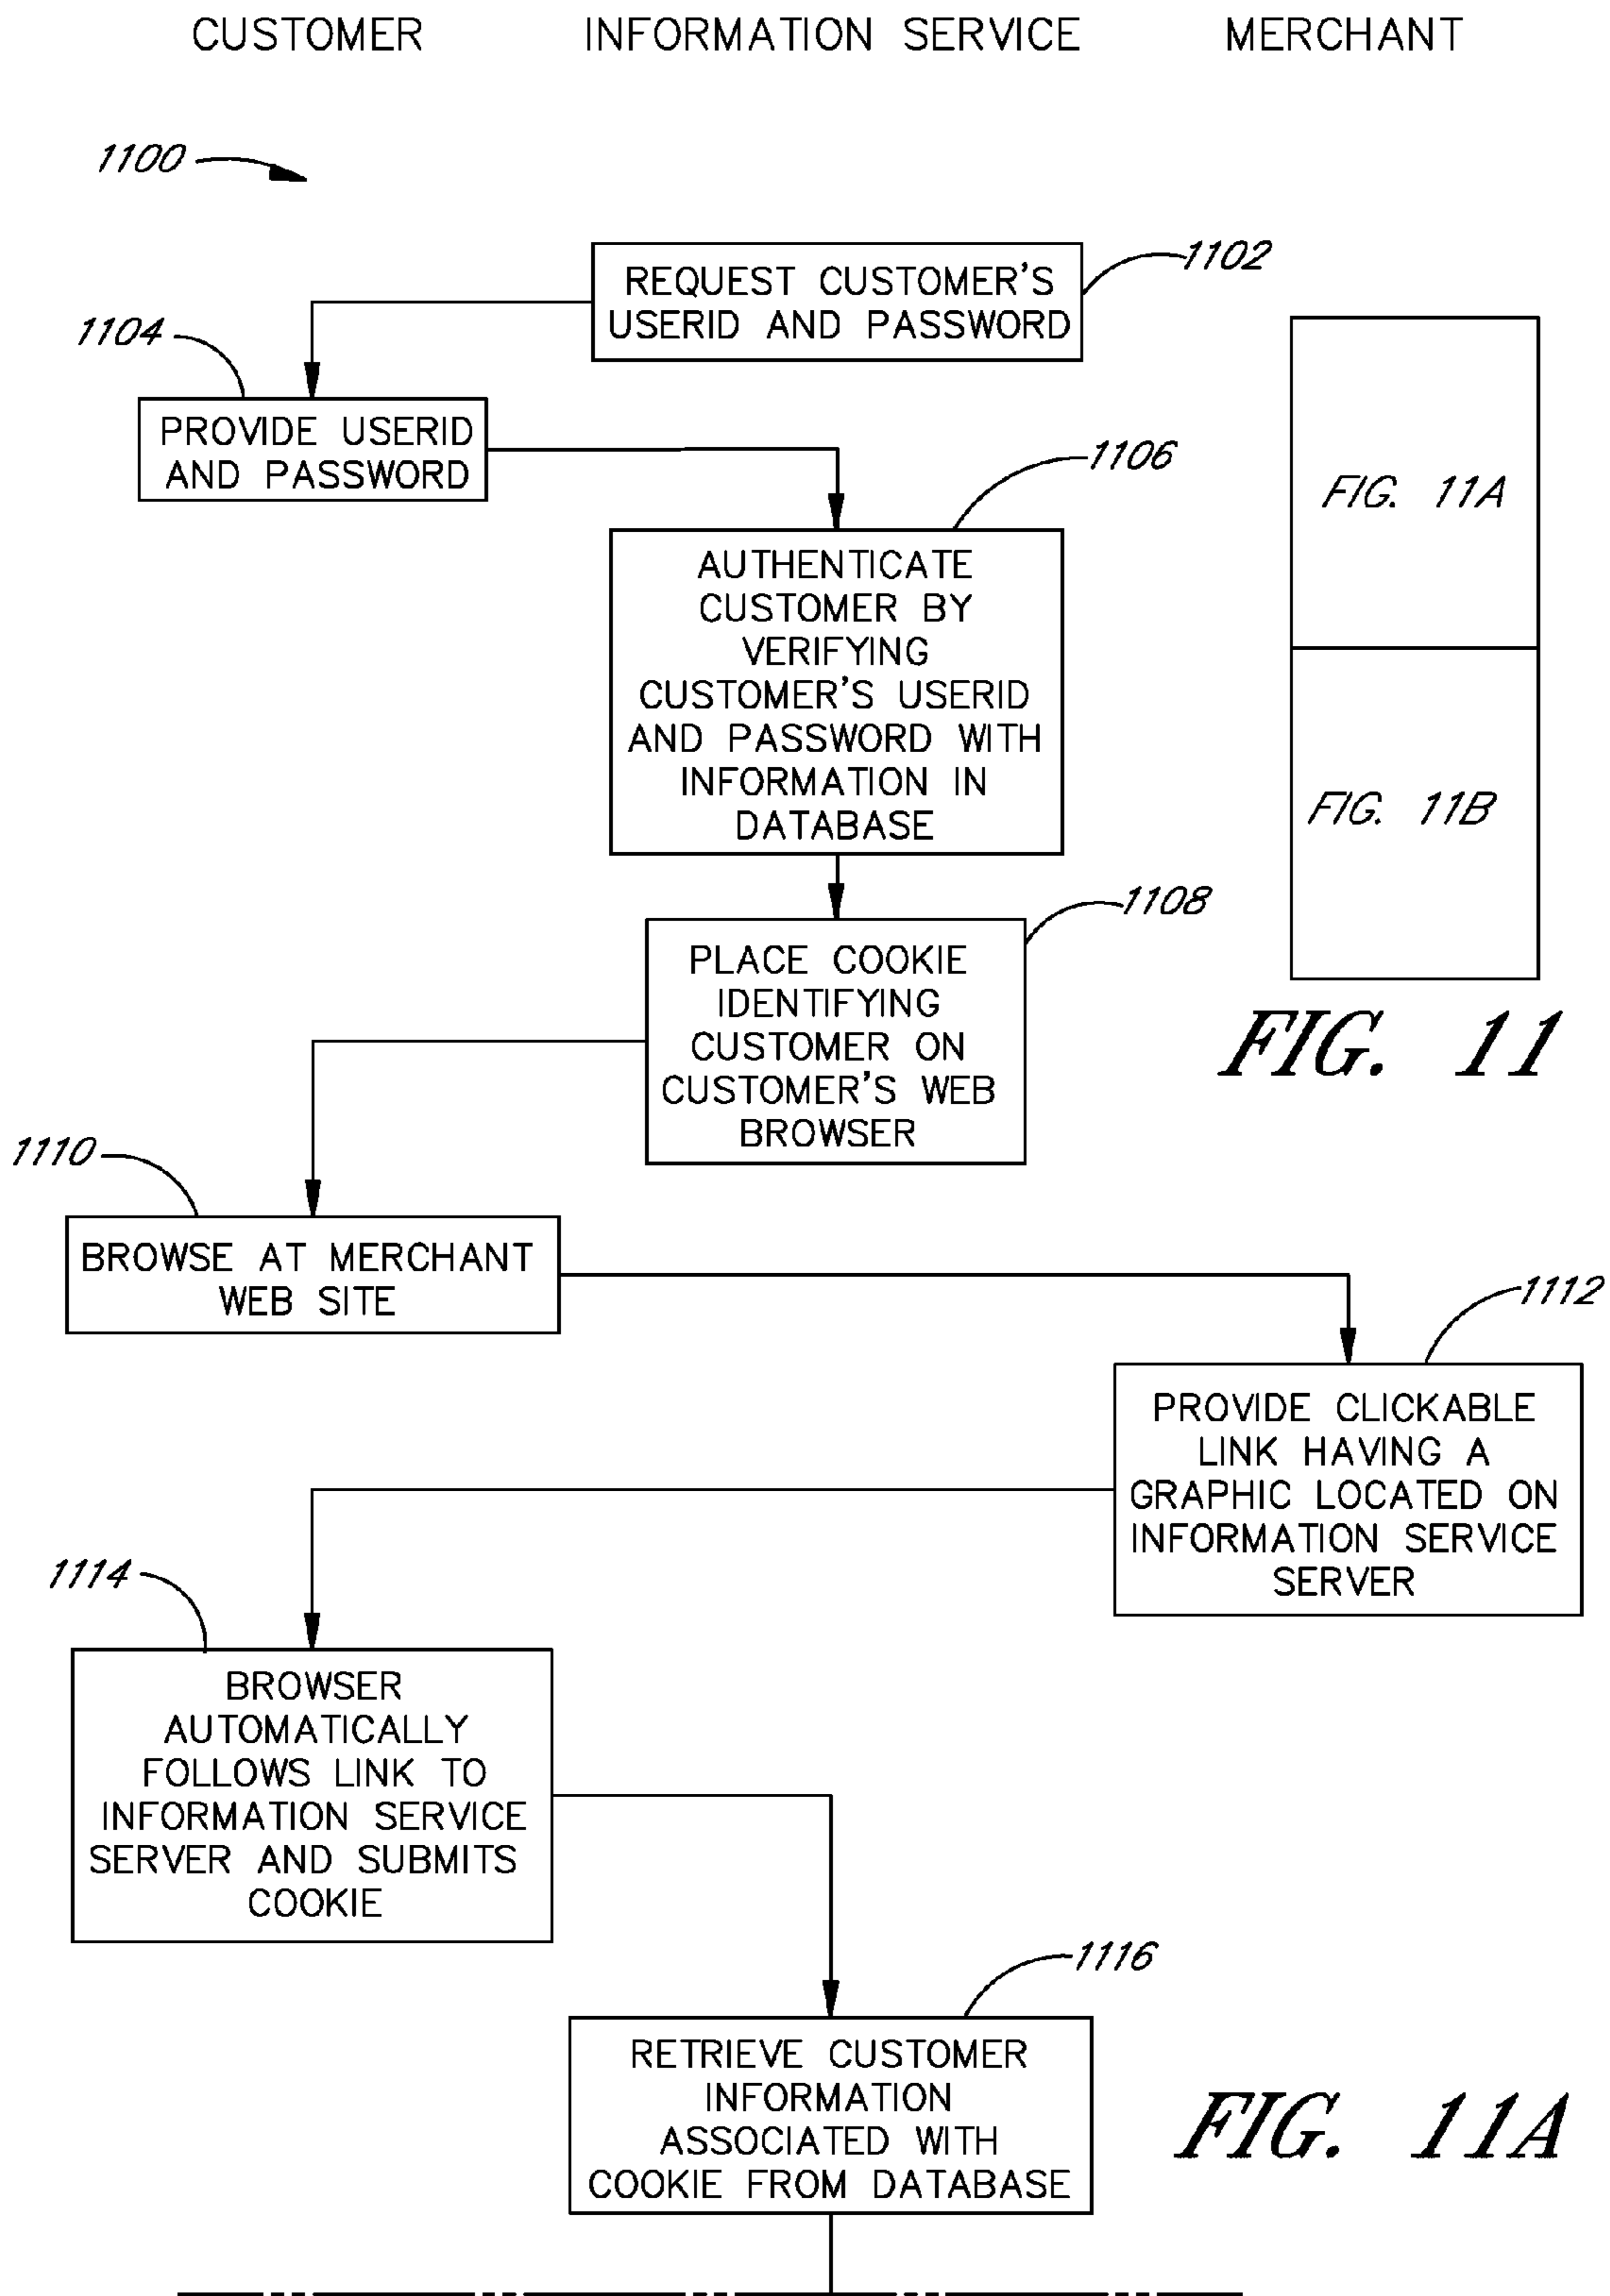 CUSTOMER INFORMATION SERVICE MERCHANT
1100
1102
REQUEST CUSTOMER'S
USERID AND PASSWORD
1104
PROVIDE USERID
AND PASSWORD
1106
AUTHENTICATE
CUSTOMER BY
VERIFYING
CUSTOMER'S USERID
AND PASSWORD WITH
INFORMATION IN
DATABASE
FIG. 11A
FIG. 11B
FIG. 11
1108
PLACE COOKIE
IDENTIFYING
CUSTOMER ON
CUSTOMER'S WEB
BROWSER
1110
BROWSE AT MERCHANT
WEB SITE
1112
PROVIDE CLICKABLE
LINK HAVING A
GRAPHIC LOCATED ON
INFORMATION SERVICE
SERVER
1114
BROWSER
AUTOMATICALLY
FOLLOWS LINK TO
INFORMATION SERVICE
SERVER AND SUBMITS
COOKIE
1116
RETRIEVE CUSTOMER
INFORMATION
ASSOCIATED WITH
COOKIE FROM DATABASE
FIG. 11A